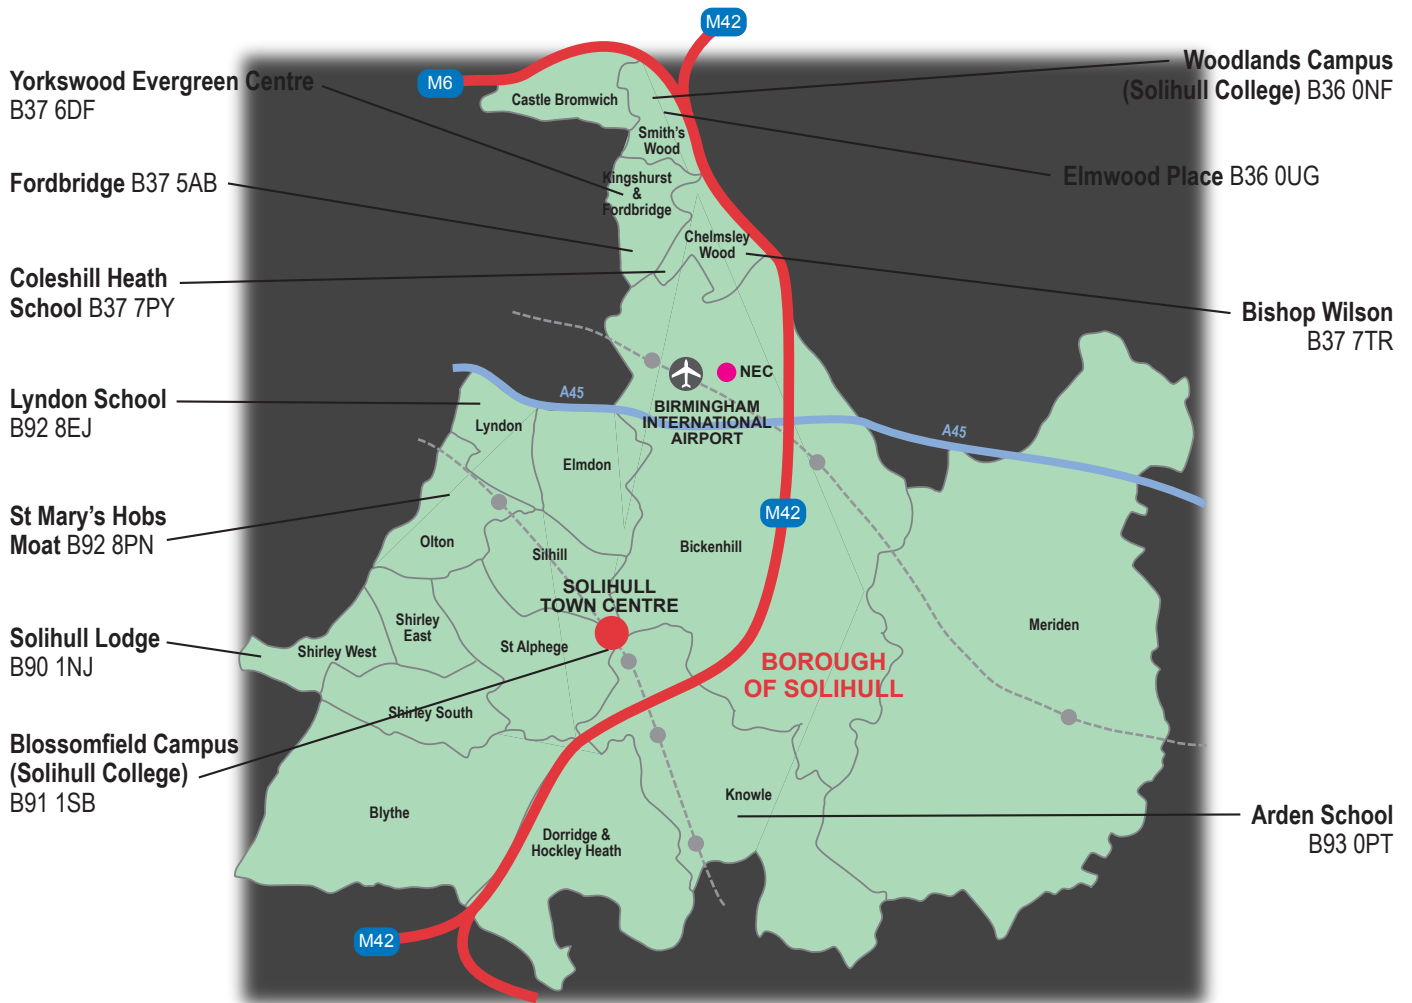 M42
M6
Yorkswood Evergreen Centre
B37 6DF
Fordbridge B37 5AB
Coleshill Heath
School B37 7PY
Lyndon School
B92 8EJ
St Mary's Hobs
Moat B92 8PN
Solihull Lodge
B90 1NJ
Blossomfield Campus
(Solihull College)
B91 1SB
Woodlands Campus
(Solihull College) B36 0NF
Elmwood Place B36 0UG
Bishop Wilson
B37 7TR
Arden School
B93 0PT
Castle Bromwich
Smith's
Wood
Kingshurst
&
Fordbridge
Chelmsley
Wood
NEC
BIRMINGHAM
INTERNATIONAL
AIRPORT
A45
A45
Lyndon
Elmdon
M42
Olton
Silhill
Bickenhill
SOLIHULL
TOWN CENTRE
Shirley
East
Shirley West
St Alphege
Meriden
BOROUGH
OF SOLIHULL
Shirley South
Knowle
Blythe
Dorridge &
Hockley Heath
M42